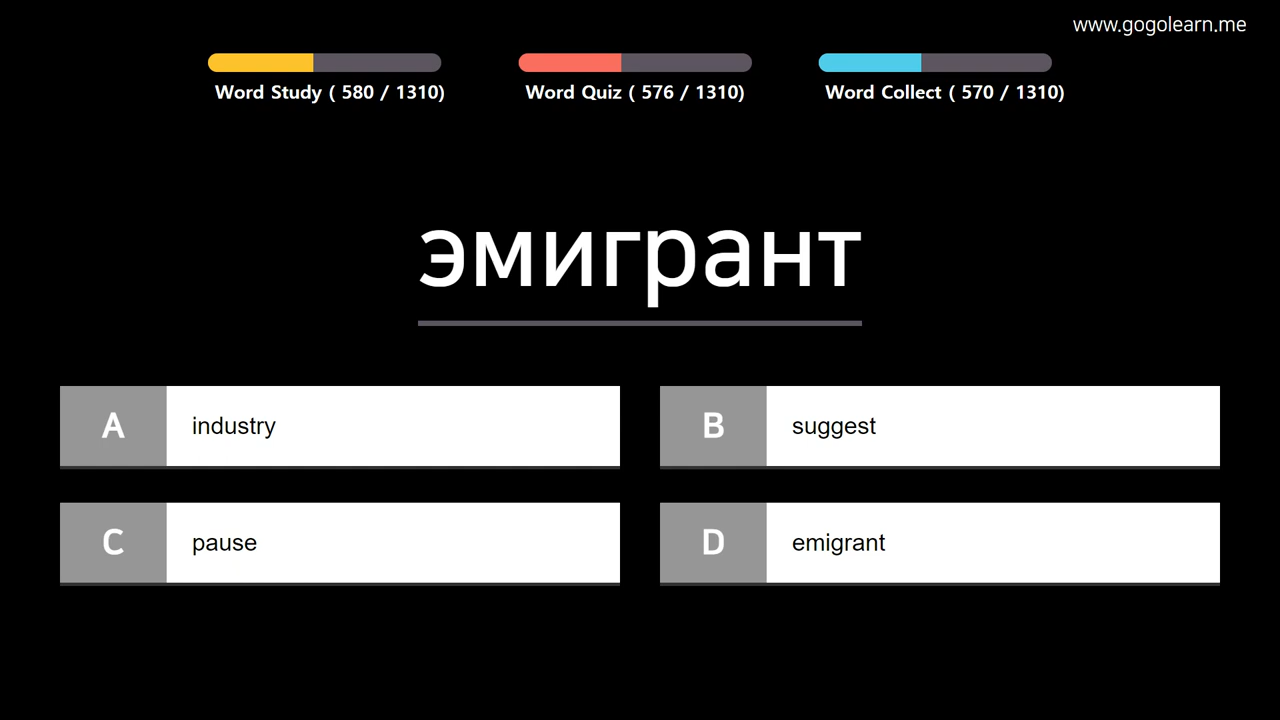 www.gogolearn.me
Word Study ( 580 / 1310)
Word Quiz ( 576 / 1310)
Word Collect ( 570 / 1310)
эмигрант
A industry
B suggest
C pause
D emigrant